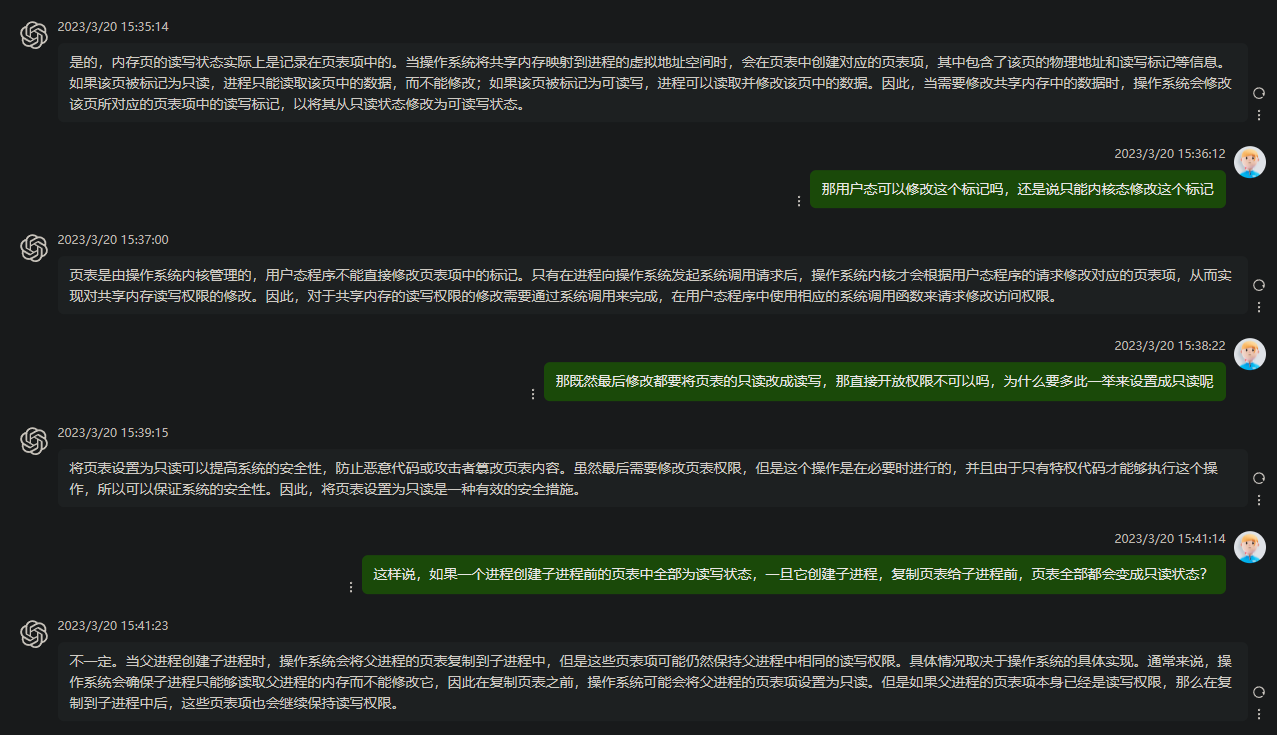 2023/3/20 15:35:14
是的，内存页的读写状态实际上是记录在页表项中的。当操作系统将共享内存映射到进程的虚拟地址空间时，会在页表中创建对应的页表项，其中包含了该页的物理地址和读写标记等信息。
如果该页被标记为只读，进程只能读取该页中的数据，而不能修改；如果该页被标记为可读写，进程可以读取并修改该页中的数据。因此，当需要修改共享内存中的数据时，操作系统会修改
该页所对应的页表项中的读写标记，以将其从只读状态修改为可读写状态。
2023/3/20 15:36:12
那用户态可以修改这个标记吗，还是说只能内核态修改这个标记
2023/3/20 15:37:00
页表是由操作系统内核管理的，用户态程序不能直接修改页表项中的标记。只有在进程向操作系统发起系统调用请求后，操作系统内核才会根据用户态程序的请求修改对应的页表项，从而实
现对共享内存读写权限的修改。因此，对于共享内存的读写权限的修改需要通过系统调用来完成，在用户态程序中使用相应的系统调用函数来请求修改访问权限。
2023/3/20 15:38:22
那既然最后修改都要将页表的只读改成读写，那直接开放权限不可以吗，为什么要多此一举来设置成只读呢
2023/3/20 15:39:15
将页表设置为只读可以提高系统的安全性，防止恶意代码或攻击者篡改页表内容。虽然最后需要修改页表权限，但是这个操作是在必要时进行的，并且由于只有特权代码才能够执行这个操
作，所以可以保证系统的安全性。因此，将页表设置为只读是一种有效的安全措施。
2023/3/20 15:41:14
这样说，如果一个进程创建子进程前的页表中全部为读写状态，一旦它创建子进程，复制页表给子进程前，页表全部都会变成只读状态？
2023/3/20 15:41:23
不一定。当父进程创建子进程时，操作系统会将父进程的页表复制到子进程中，但是这些页表项可能仍然保持父进程中相同的读写权限。具体情况取决于操作系统的具体实现。通常来说，操
作系统会确保子进程只能够读取父进程的内存而不能修改它，因此在复制页表之前，操作系统可能会将父进程的页表项设置为只读。但是如果父进程的页表项本身已经是读写权限，那么在复
制到子进程中后，这些页表项也会继续保持读写权限。